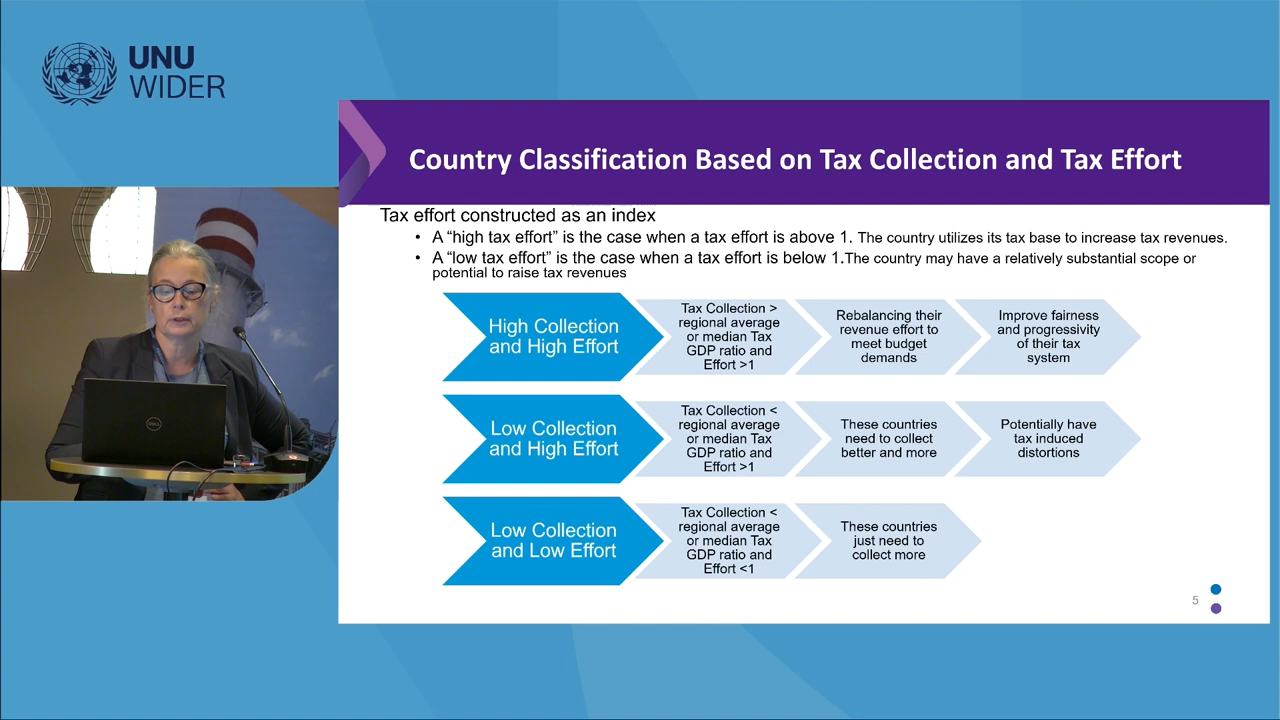 UNU
WIDER
Country Classification Based on Tax Collection and Tax Effort
Tax effort constructed as an index
• A “high tax effort” is the case when a tax effort is above 1. The country utilizes its tax base to increase tax revenues.
• A “low tax effort” is the case when a tax effort is below 1.The country may have a relatively substantial scope or
potential to raise tax revenues
High Collection
and High Effort
Tax Collection >
regional average
or median Tax
GDP ratio and
Effort >1
Rebalancing their
revenue effort to
meet budget
demands
Improve fairness
and progressivity
of their tax
system
Low Collection
and High Effort
Tax Collection <
regional average
or median Tax
GDP ratio and
Effort >1
These countries
need to collect
better and more
Potentially have
tax induced
distortions
Low Collection
and Low Effort
Tax Collection <
regional average
or median Tax
GDP ratio and
Effort <1
These countries
just need to
collect more
5
DELL